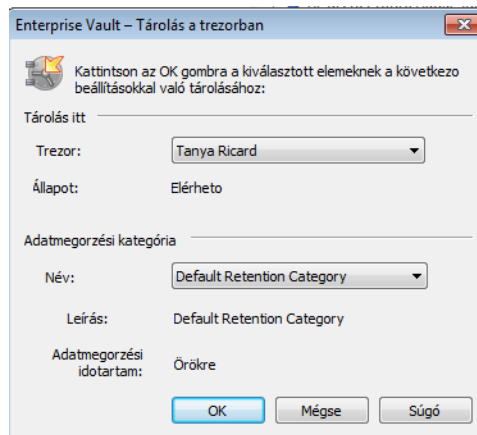 Enterprise Vault – Tárolás a trezorban
Kattintson az OK gombra a kiválasztott elemeknek a következo
beállításokkal való tárolásához:
Tárolás itt
Trezor: Tanya Ricard
Állapot: Elérheto
Adatmegorzési kategória
Név: Default Retention Category
Leírás: Default Retention Category
Adatmegorzési
idotartam: Örökre
OK Mégse Súgó